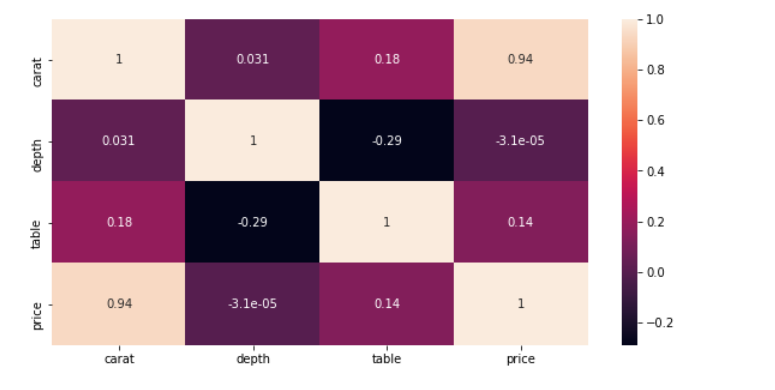 carat 1 0.031 0.18 0.94
depth 0.031 1 -0.29 -3.1e-05
table 0.18 -0.29 1 0.14
price 0.94 -3.1e-05 0.14 1
carat depth table price
1.0
0.8
0.6
0.4
0.2
0.0
−0.2